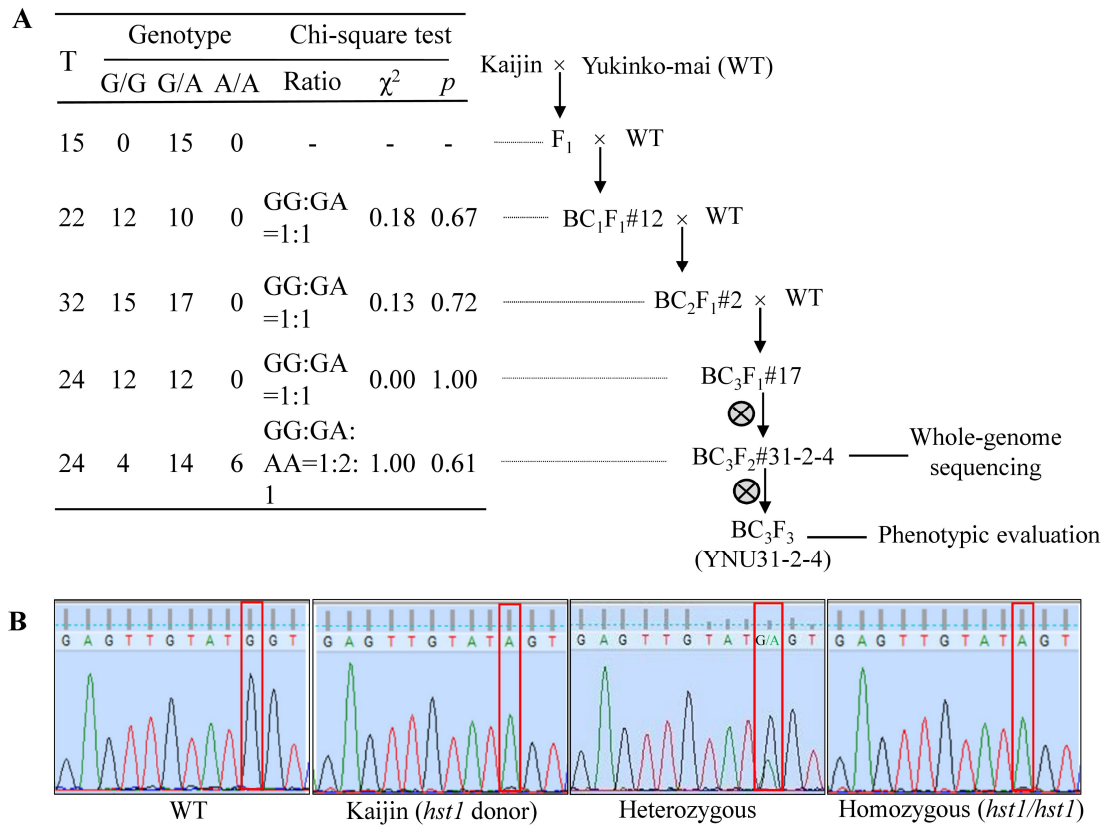 A
Genotype Chi-square test
T
G/G G/A A/A Ratio χ² p
Kaijin × Yukinko-mai (WT)
15 0 15 0 - - -
F₁ × WT
22 12 10 0 GG:GA =1:1 0.18 0.67
BC₁F₁#12 × WT
32 15 17 0 GG:GA =1:1 0.13 0.72
BC₂F₁#2 × WT
24 12 12 0 GG:GA =1:1 0.00 1.00
BC₃F₁#17
24 4 14 6 GG:GA: AA=1:2: 1 1.00 0.61
BC₃F₂#31-2-4
Whole-genome
sequencing
BC₃F₃
(YNU31-2-4)
Phenotypic evaluation
B
G A G T T G T A T G G T
G A G T T G T A T A G T
G A G T T G T A T G/A G T
G A G T T G T A T A G T
WT
Kaijin (hst1 donor)
Heterozygous
Homozygous (hst1/hst1)